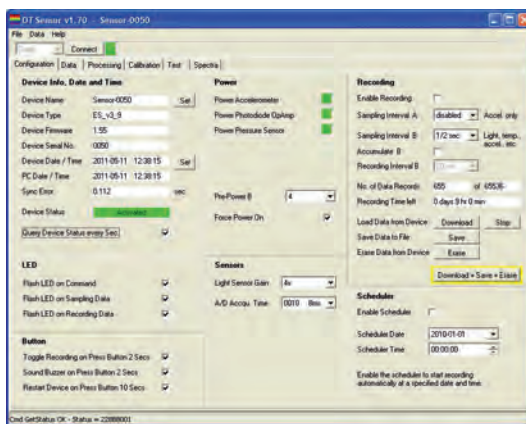 DT Sensor v1.70 - Sensor-0050
File Data Help
Connect
Configuration Data Processing Calibration Test Spectra
Device Info, Date and Time
Device Name Sensor-0050 Set
Device Type ES_v3_9
Device Firmware 1.55
Device Serial No. 0050
Device Date / Time 2011-05-11 12:38:15 Set
PC Date / Time 2011-05-11 12:38:15
Sync Error 0.112 sec
Device Status Activated
Query Device Status every Sec.
LED
Flash LED on Command
Flash LED on Sampling Data
Flash LED on Recording Data
Button
Toggle Recording on Press Button 2 Secs
Sound Buzzer on Press Button 2 Secs
Restart Device on Press Button 10 Secs
Power
Power Accelerometer
Power Photodiode OpAmp
Power Pressure Sensor
Pre-Power B 4
Force Power On
Sensors
Light Sensor Gain 4x
A/D Accqu. Time 0010 8ms
Recording
Enable Recording
Sampling Interval A disabled Accel. only
Sampling Interval B 1/2 sec Light, temp., accel., etc
Accumulate B
Recording Interval B
No. of Data Records 655 of 65536
Recording Time left 0 days 9 hr 0 min
Load Data from Device Download Stop
Save Data to File Save
Erase Data from Device Erase
Download + Save + Erase
Scheduler
Enable Scheduler
Scheduler Date 2010-01-01
Scheduler Time 00:00:00
Enable the scheduler to start recording
automatically at a specified date and time.
Cmd GetStatus OK - Status = 22888001